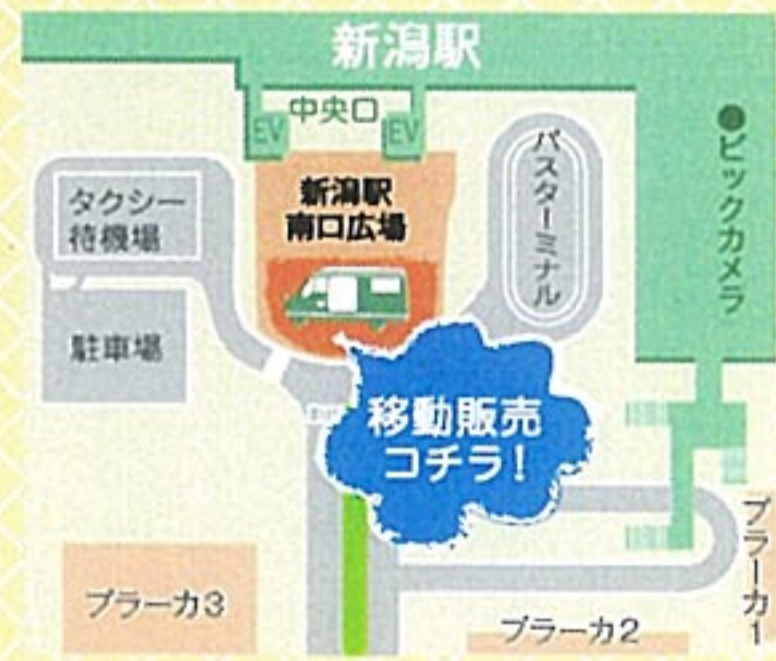 新潟駅
中央口
EV
EV
●ビックカメラ
バスターミナル
タクシー
待機場
新潟駅
南口広場
駐車場
移動販売
コチラ!
プラーカ1
プラーカ3
プラーカ2